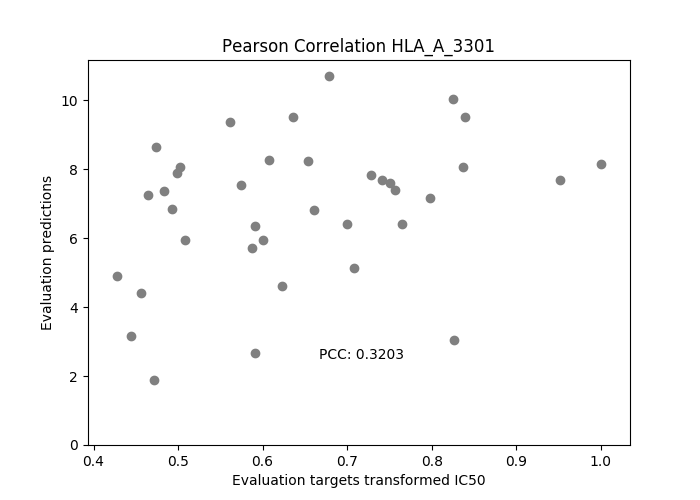 Pearson Correlation HLA_A_3301
10
8
6
4
2
0
Evaluation predictions
PCC: 0.3203
0.4 0.5 0.6 0.7 0.8 0.9 1.0
Evaluation targets transformed IC50